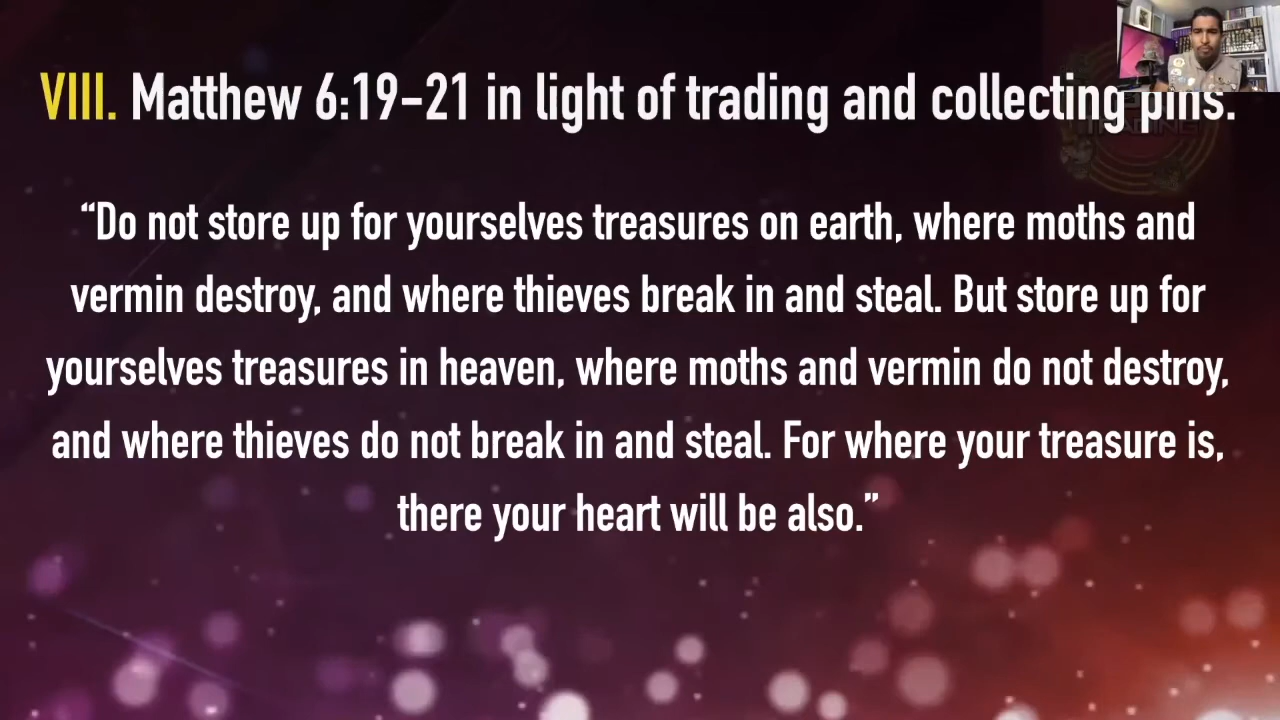 VIII. Matthew 6:19-21 in light of trading and collecting pins.
TRADING
“Do not store up for yourselves treasures on earth, where moths and
vermin destroy, and where thieves break in and steal. But store up for
yourselves treasures in heaven, where moths and vermin do not destroy,
and where thieves do not break in and steal. For where your treasure is,
there your heart will be also.”